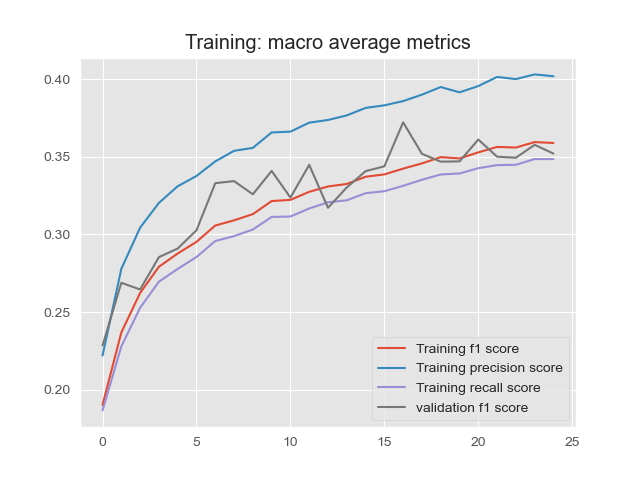 Training: macro average metrics
0.40
0.35
0.30
0.25
0.20
0 5 10 15 20 25
Training f1 score
Training precision score
Training recall score
validation f1 score